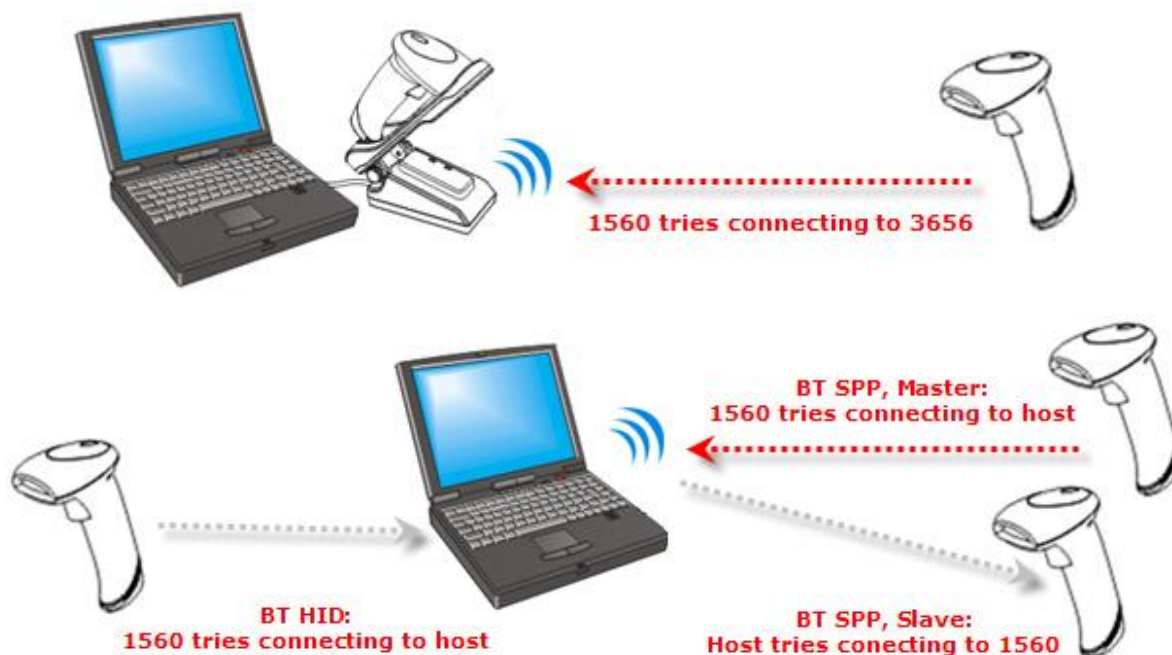 1560 tries connecting to 3656
BT SPP, Master:
1560 tries connecting to host
BT HID:
1560 tries connecting to host
BT SPP, Slave:
Host tries conecting to 1560